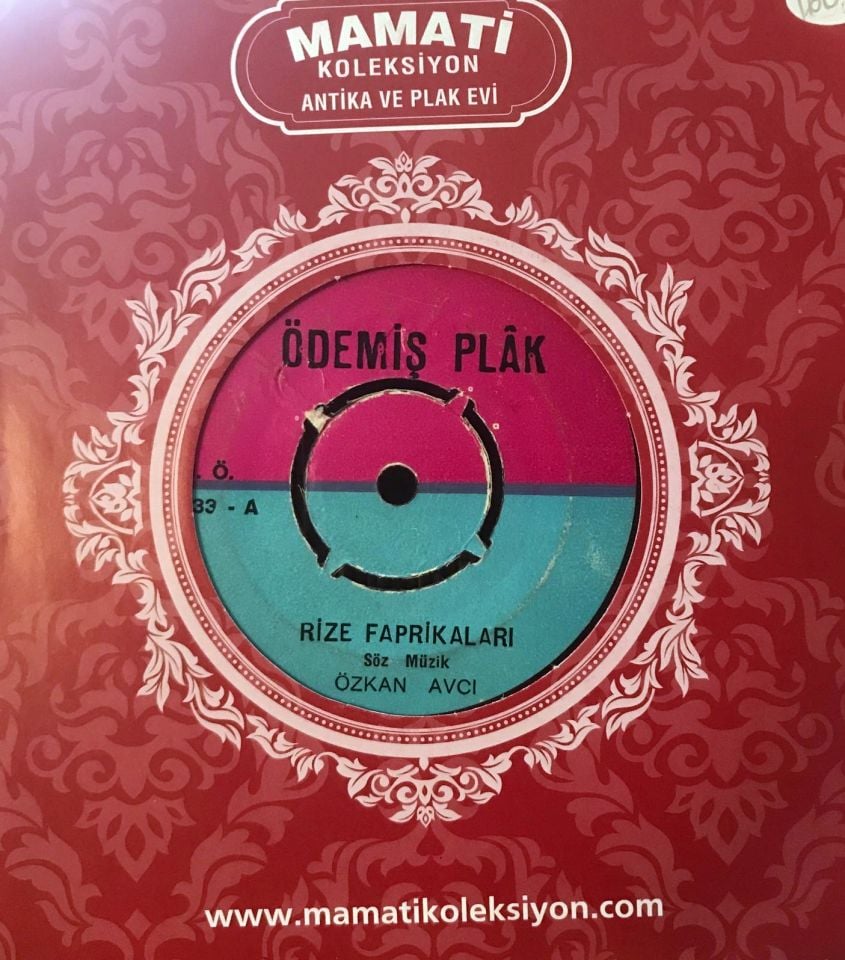 MAMATİ
KOLEKSİYON
ANTİKA VE PLAK EVİ
ÖDEMİŞ PLÂK
. Ö.
33 - A
RİZE FAPRİKALARI
Söz Müzik
ÖZKAN AVCI
www.mamatikoleksiyon.com